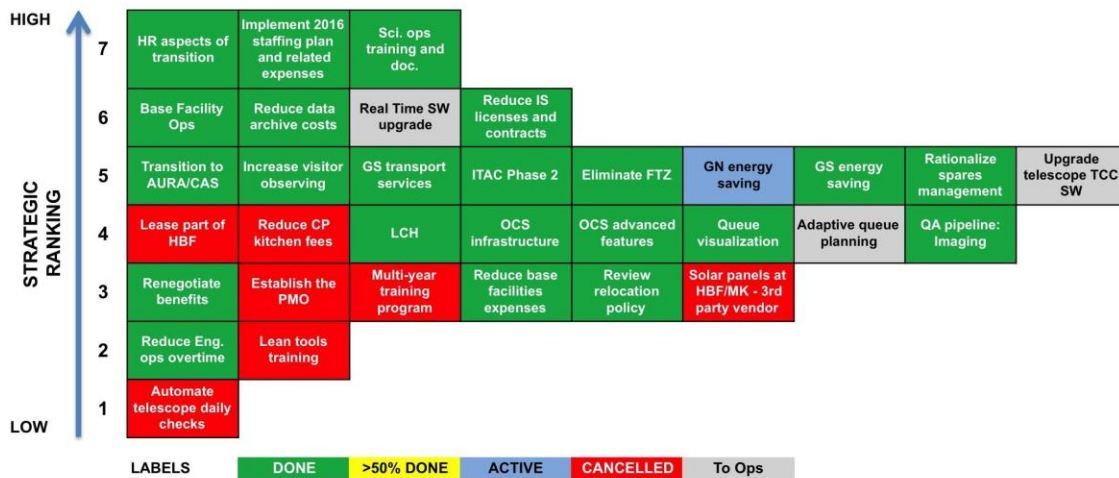 HIGH
STRATEGIC
RANKING
LOW
7
HR aspects of
transition
Implement 2016
staffing plan
and related
expenses
Sci. ops
training and
doc.
6
Base Facility
Ops
Reduce data
archive costs
Real Time SW
upgrade
Reduce IS
licenses and
contracts
5
Transition to
AURA/CAS
Increase visitor
observing
GS transport
services
ITAC Phase 2
Eliminate FTZ
GN energy
saving
GS energy
saving
Rationalize
spares
management
Upgrade
telescope TCC
SW
4
Lease part of
HBF
Reduce CP
kitchen fees
LCH
OCS
infrastructure
OCS advanced
features
Queue
visualization
Adaptive queue
planning
QA pipeline:
Imaging
3
Renegotiate
benefits
Establish the
PMO
Multi-year
training
program
Reduce base
facilities
expenses
Review
relocation
policy
Solar panels at
HBF/MK - 3rd
party vendor
2
Reduce Eng.
ops overtime
Lean tools
training
1
Automate
telescope daily
checks
LABELS
DONE
>50% DONE
ACTIVE
CANCELLED
To Ops